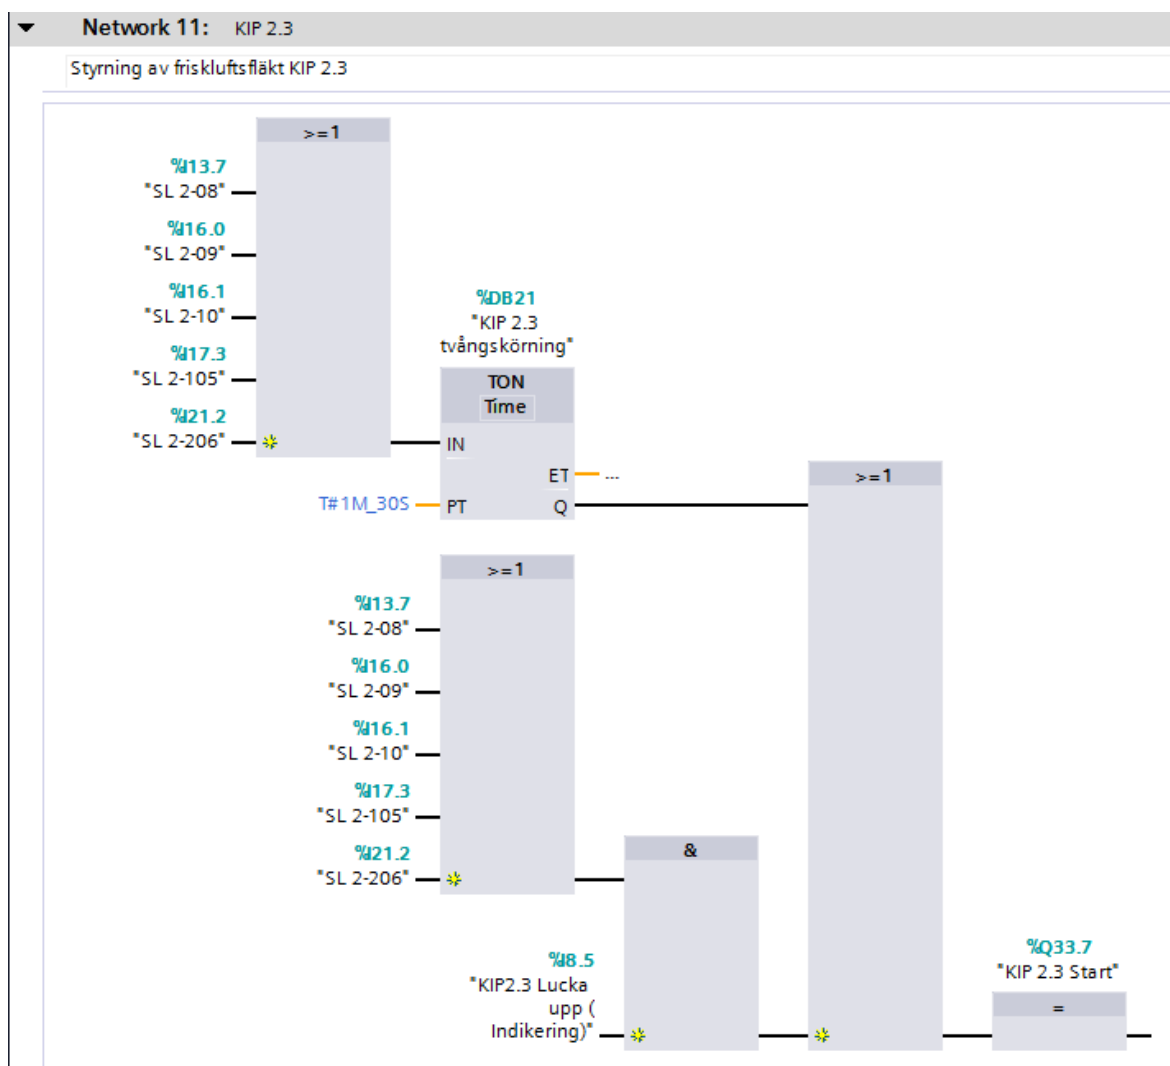 Network 11: KIP 2.3
Styrning av friskluftsfläkt KIP 2.3
>=1
%I13.7
"SL 2-08"
%I16.0
"SL 2-09"
%I16.1
"SL 2-10"
%I17.3
"SL 2-105"
%I21.2
"SL 2-206"
%DB21
"KIP 2.3
tvångskörning"
TON
Time
IN
ET ...
T#1M_30S PT Q
>=1
>=1
%I13.7
"SL 2-08"
%I16.0
"SL 2-09"
%I16.1
"SL 2-10"
%I17.3
"SL 2-105"
%I21.2
"SL 2-206"
&
%I8.5
"KIP2.3 Lucka
upp (
Indikering)"
%Q33.7
"KIP 2.3 Start"
=